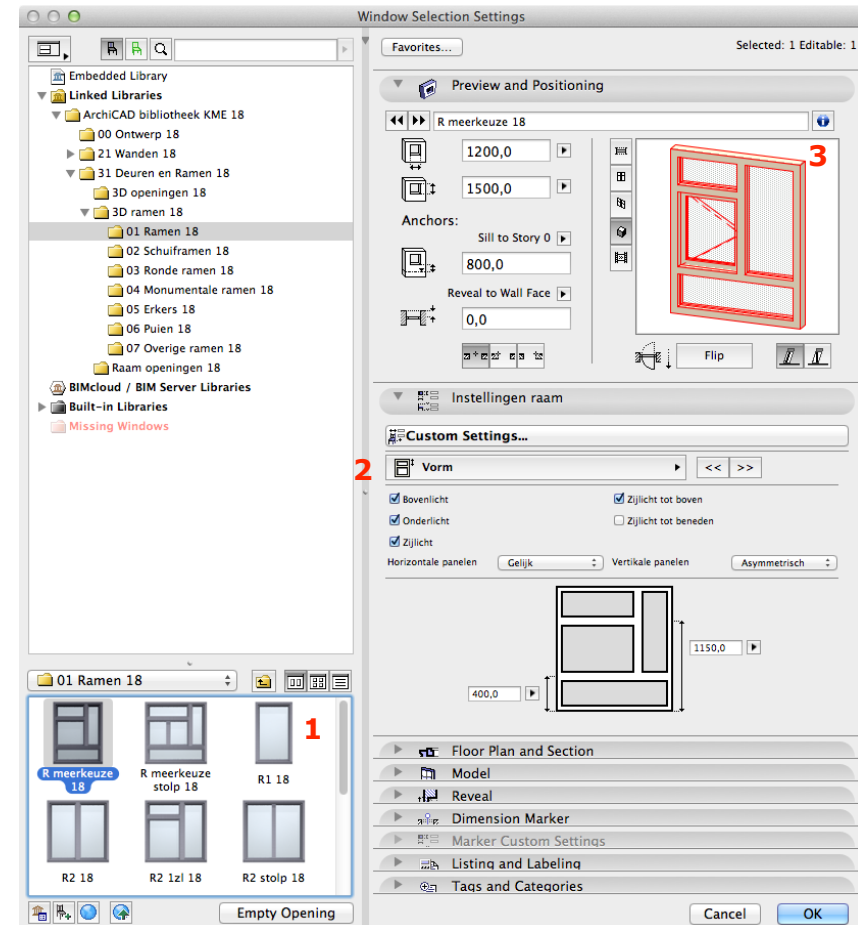 Window Selection Settings
Embedded Library
Linked Libraries
ArchiCAD bibliotheek KME 18
00 Ontwerp 18
21 Wanden 18
31 Deuren en Ramen 18
3D openingen 18
3D ramen 18
01 Ramen 18
02 Schuiframen 18
03 Ronde ramen 18
04 Monumentale ramen 18
05 Erkers 18
06 Puien 18
07 Overige ramen 18
Raam openingen 18
BIMcloud / BIM Server Libraries
Built-in Libraries
Missing Windows
01 Ramen 18
1
R meerkeuze
18
R meerkeuze
stolp 18
R1 18
R2 18
R2 1zl 18
R2 stolp 18
Empty Opening
Favorites...
Selected: 1 Editable: 1
Preview and Positioning
R meerkeuze 18
1200,0
3
1500,0
Anchors:
Sill to Story 0
800,0
Reveal to Wall Face
0,0
Flip
Instellingen raam
Custom Settings...
2
Vorm
<< >>
Bovenlicht
Zijlicht tot boven
Onderlicht
Zijlicht tot beneden
Zijlicht
Horizontale panelen Gelijk
Vertikale panelen Asymmetrisch
1150,0
400,0
Floor Plan and Section
Model
Reveal
Dimension Marker
Marker Custom Settings
Listing and Labeling
Tags and Categories
Cancel
OK